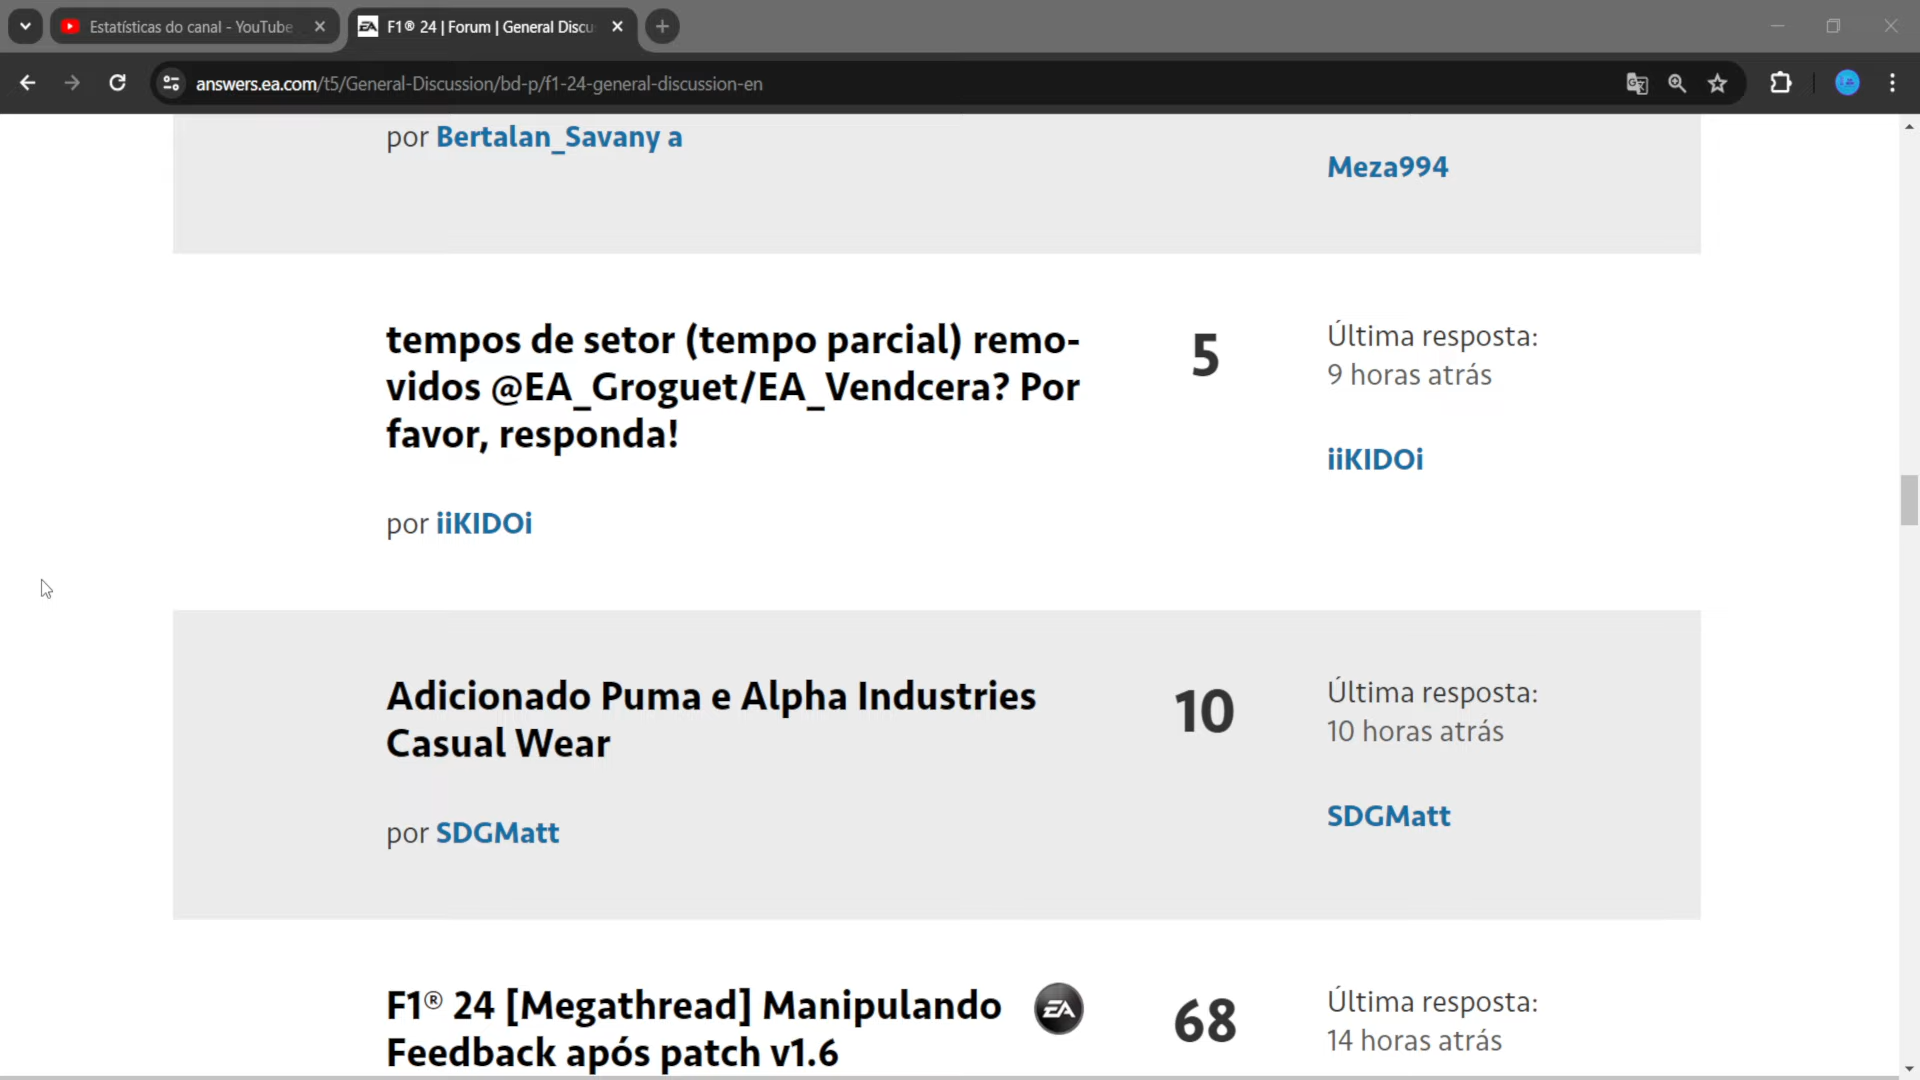 Estatísticas do canal - YouTube
F1® 24 | Forum | General Discu
answers.ea.com/t5/General-Discussion/bd-p/f1-24-general-discussion-en
por Bertalan_Savany a
Meza994
tempos de setor (tempo parcial) remo-
vidos @EA_Groguet/EA_Vendcera? Por
favor, responda!
5
Última resposta:
9 horas atrás
iiKIDOi
por iiKIDOi
Adicionado Puma e Alpha Industries
Casual Wear
10
Última resposta:
10 horas atrás
SDGMatt
por SDGMatt
F1® 24 [Megathread] Manipulando
Feedback após patch v1.6
EA
68
Última resposta:
14 horas atrás